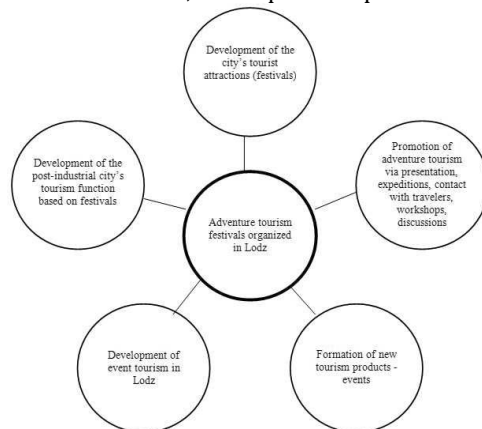 Development of the
city's tourist
attractions (festivals)
Development of the
post-industrial city's
tourism function
based on festivals
Promotion of
adventure tourism
via presentation,
expeditions, contact
with travelers,
workshops,
discussions
Adventure tourism
festivals organized
in Lodz
Development of
event tourism in
Lodz
Formation of new
tourism products -
events